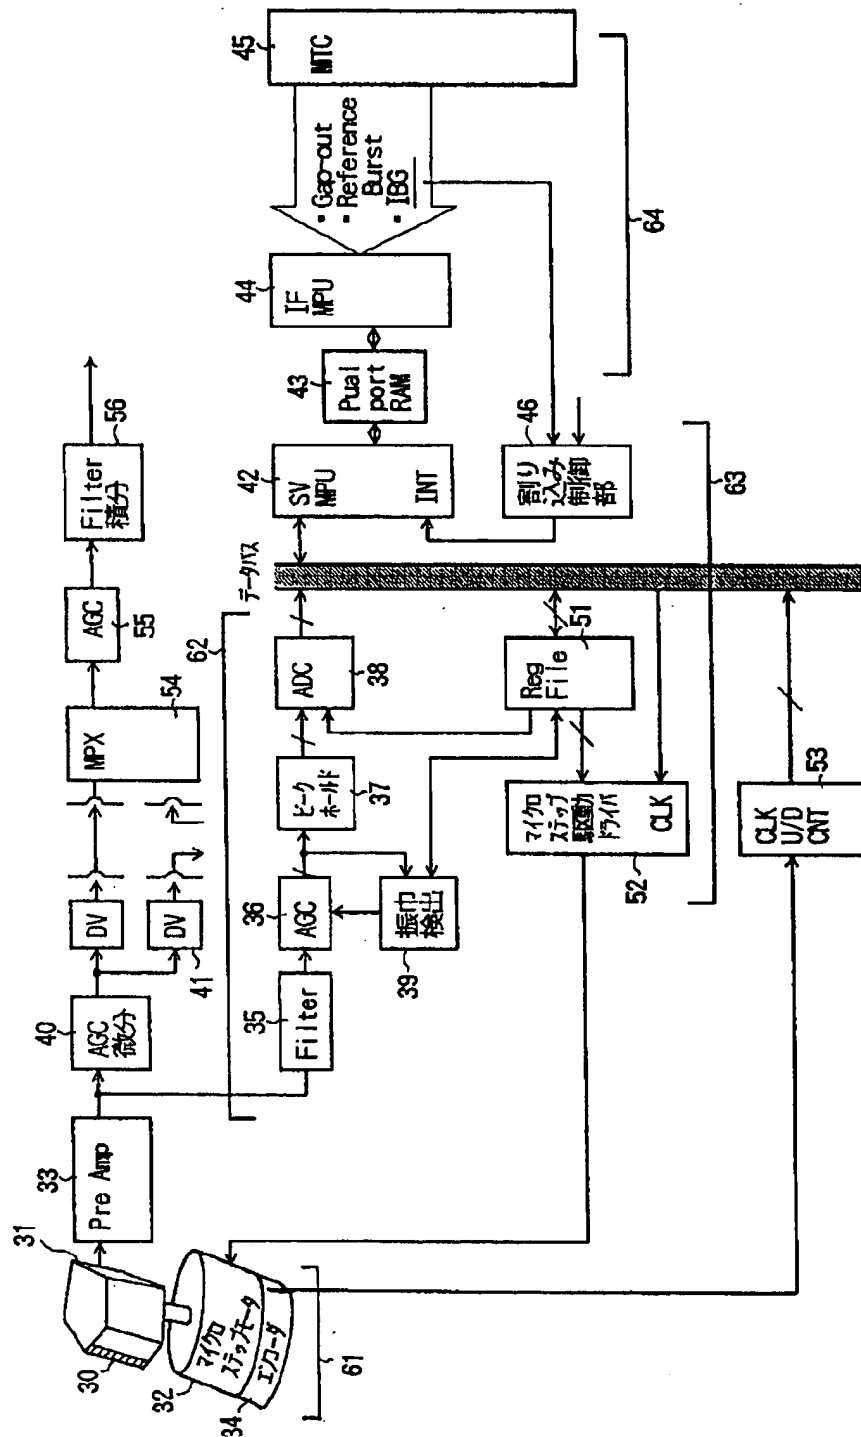 31
30
32
34
マイクロ
ステップモータ
エンコーダ
61
33
Pre Amp
40
AGC
微分
DV
DV
41
MPX
54
AGC
55
Filter
積分
56
62
35
Filter
36
AGC
振巾
検出
39
ピーク
ホールド
37
ADC
38
データバス
42
SV
MPU
INT
43
Pual
port
RAM
44
IF
MPU
▪ Gap-out
▪ Reference
Burst
▪ IBG
45
MTC
64
46
割り
込み
制御
部
63
Reg
File
51
マイクロ
ステップ
駆動
ドライバ
CLK
52
CLK
U/D
CNT
53